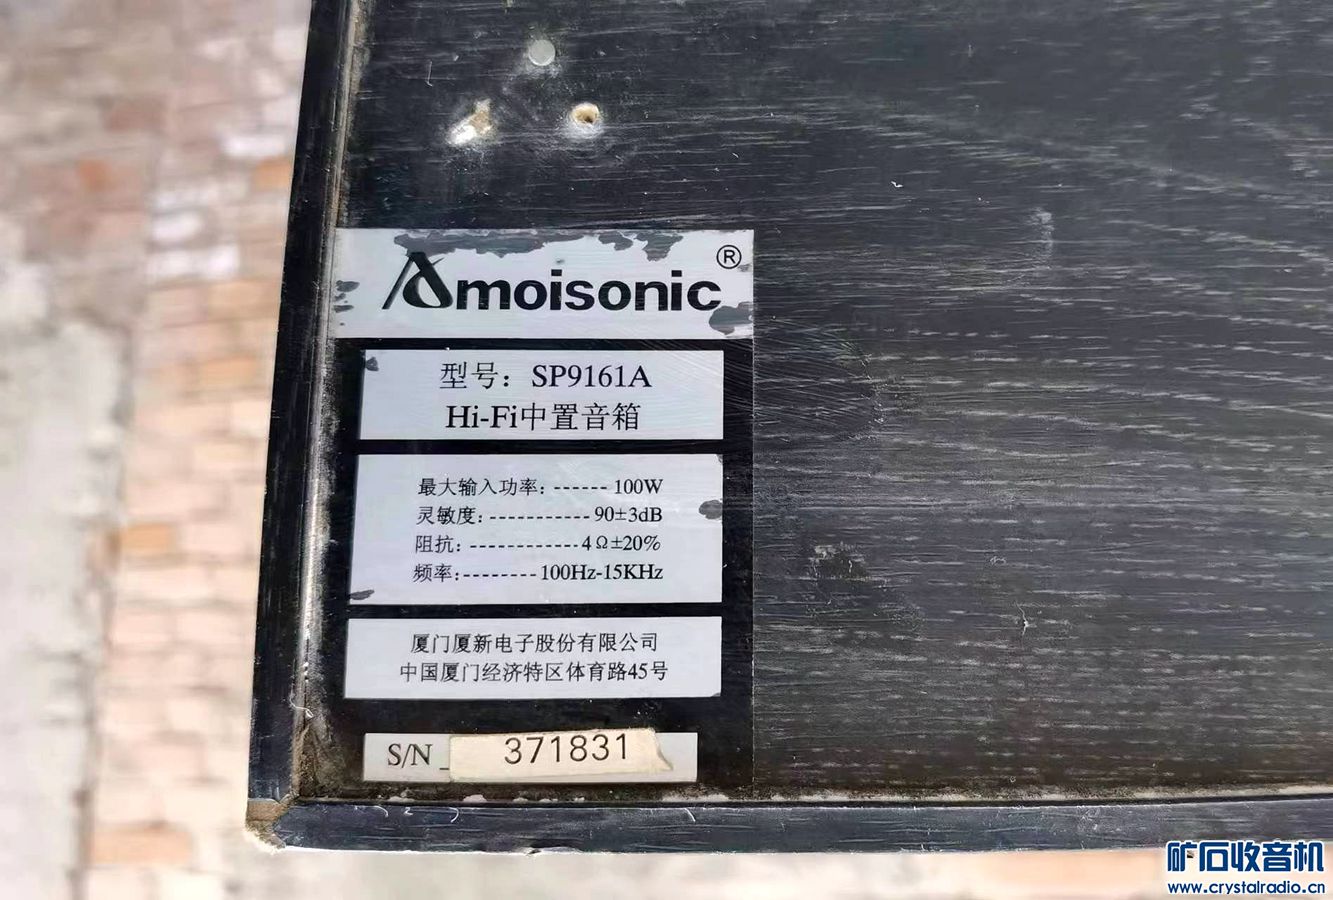 Amoisonic®
型号：SP9161A
Hi-Fi中置音箱
最大输入功率：------ 100W
灵敏度：----------- 90±3dB
阻抗：------------ 4Ω±20%
频率：-------- 100Hz-15KHz
厦门厦新电子股份有限公司
中国厦门经济特区体育路45号
S/N 371831
矿石收音机
www.crystalradio.cn